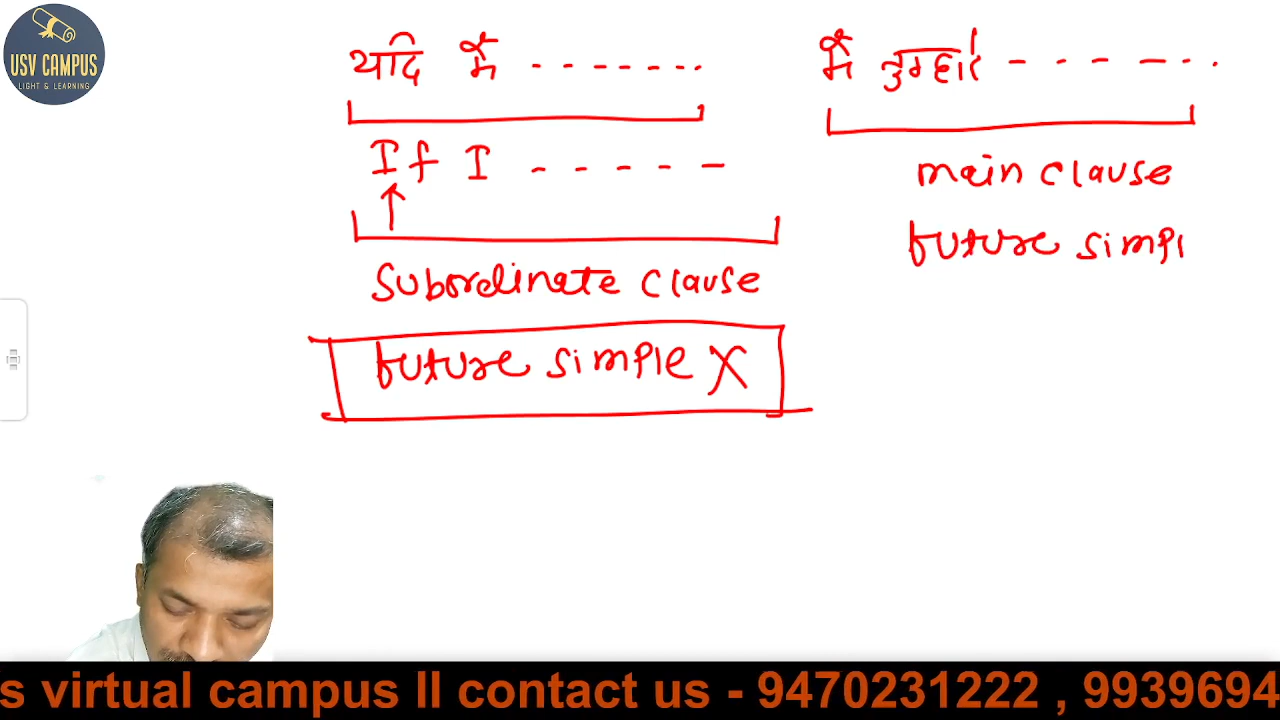 USV CAMPUS
LIGHT & LEARNING
यदि मैं - - - - - - - . मैं तुम्हारे - - - - - . .
If I - - - - - main clause
future simpl
Subordinate clause
future simple X
s virtual campus II contact us - 9470231222 , 9939694